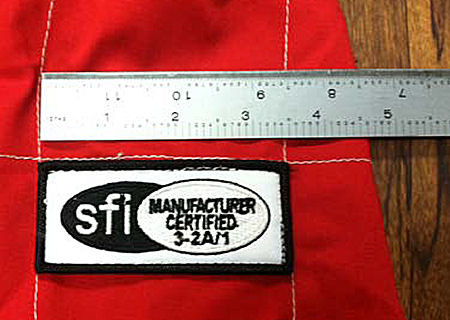 11 10 9 8 7
1 2 3 4 5
sfi
MANUFACTURER
CERTIFIED
3-2A/1